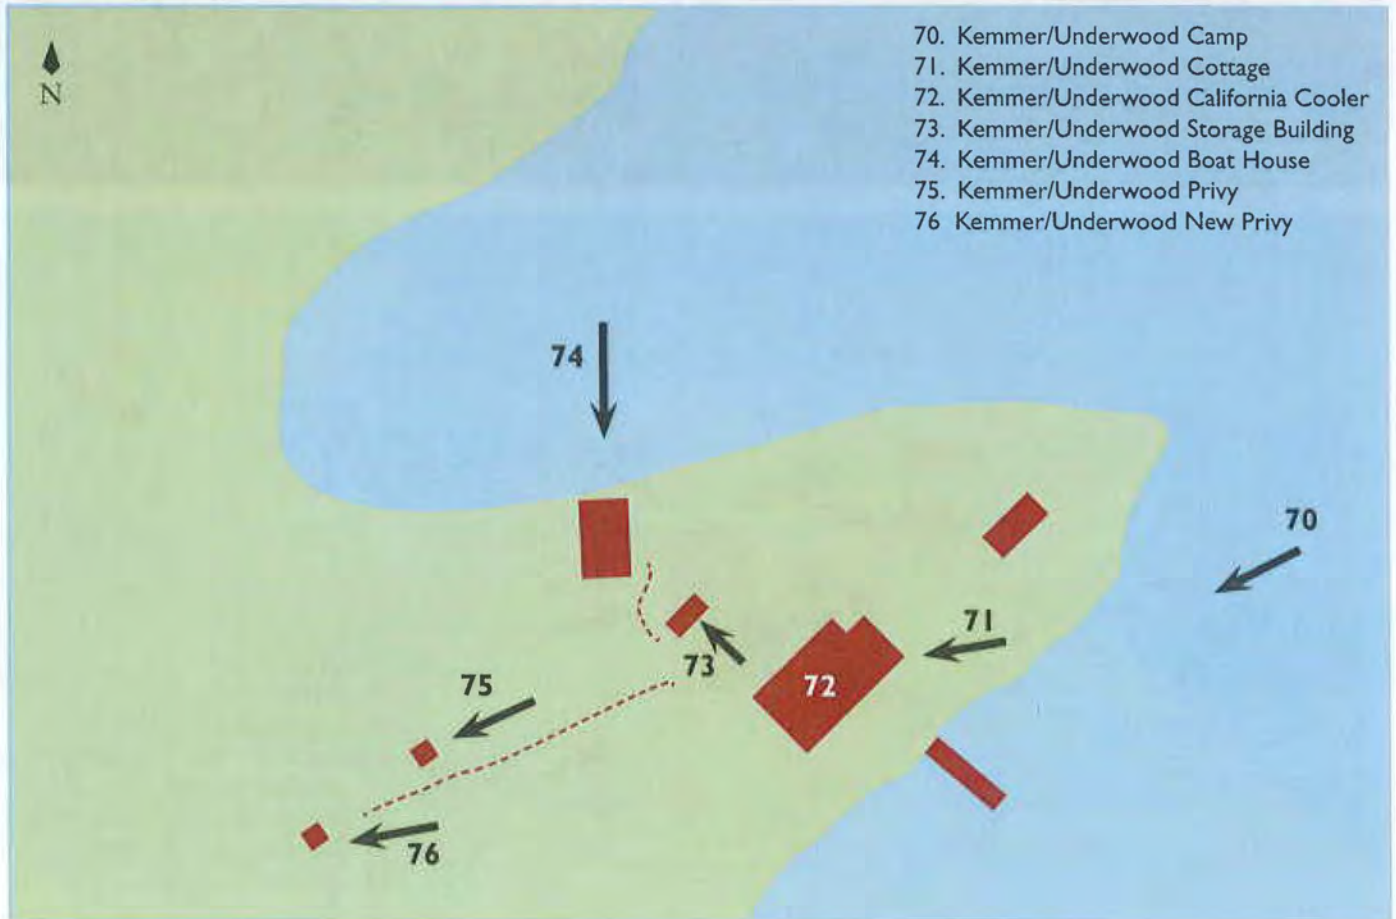 N
70. Kemmer/Underwood Camp
71. Kemmer/Underwood Cottage
72. Kemmer/Underwood California Cooler
73. Kemmer/Underwood Storage Building
74. Kemmer/Underwood Boat House
75. Kemmer/Underwood Privy
76 Kemmer/Underwood New Privy
74
70
71
73
72
75
76